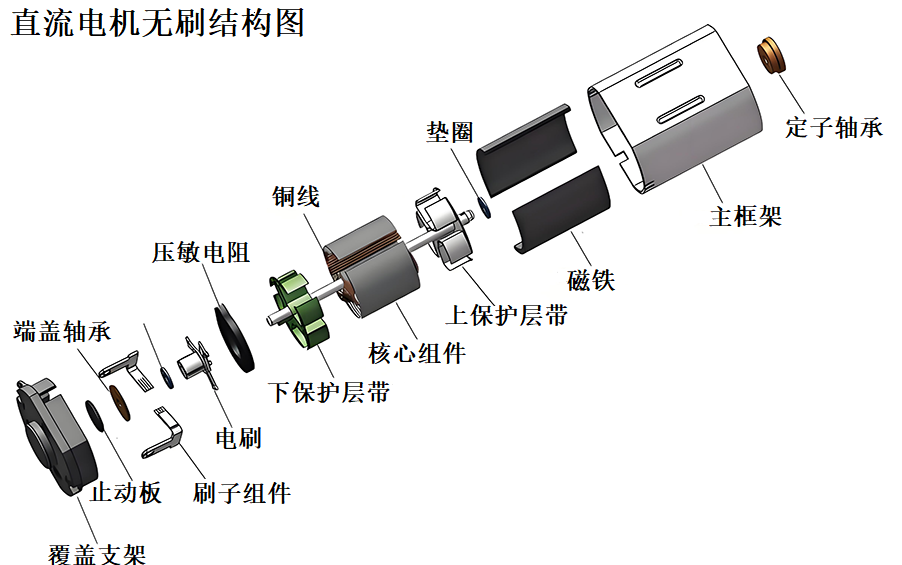 直流电机无刷结构图
定子轴承
垫圈
主框架
铜线
磁铁
压敏电阻
上保护层带
端盖轴承
核心组件
下保护层带
电刷
止动板
刷子组件
覆盖支架